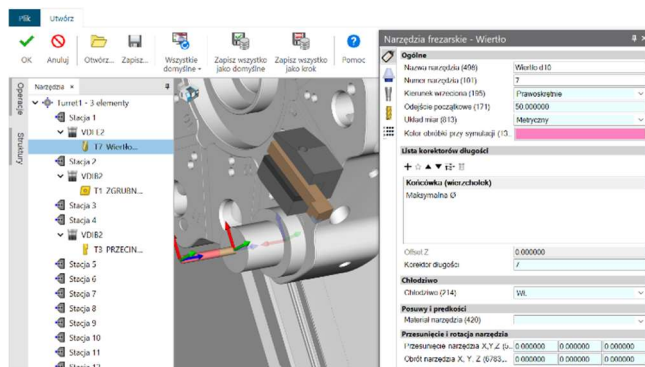 Plik
Utwórz
OK
Anuluj
Otwórz...
Zapisz...
Wszystkie domyślne
Zapisz wszystko jako domyślne
Zapisz wszystko jako krok
Pomoc
Operacje
Struktury
Narzędzia
Turret1 - 3 elementy
Stacja 1
VDIE2
T7 Wiertło...
Stacja 2
VDIB2
T1 ZGRUBN...
Stacja 3
Stacja 4
VDIB2
T3 PRZECIN...
Stacja 5
Stacja 6
Stacja 7
Stacja 8
Stacja 9
Stacja 10
Stacja 11
Stacja 12
Narzędzia frezarskie - Wiertło
Ogólne
Nazwa narzędzia (498) Wiertło d10
Numer narzędzia (101) 7
Kierunek wrzeciona (195) Prawoskrętnie
Odejście początkowe (171) 50.000000
Układ miar (813) Metryczny
Kolor obróbki przy symulacji (13...
Lista korektorów długości
Końcówka (wierzchołek)
Maksymalna Ø
Offset Z 0.000000
Korektor długości 7
Chłodziwo
Chłodziwo (214) WŁ.
Posuwy i prędkości
Materiał narzędzia (420)
Przesunięcie i rotacja narzędzia
Przesunięcie narzędzia X,Y,Z (6... 0.000000 0.000000 0.000000
Obrót narzędzia X, Y, Z (6783... 0.000000 0.000000 0.000000